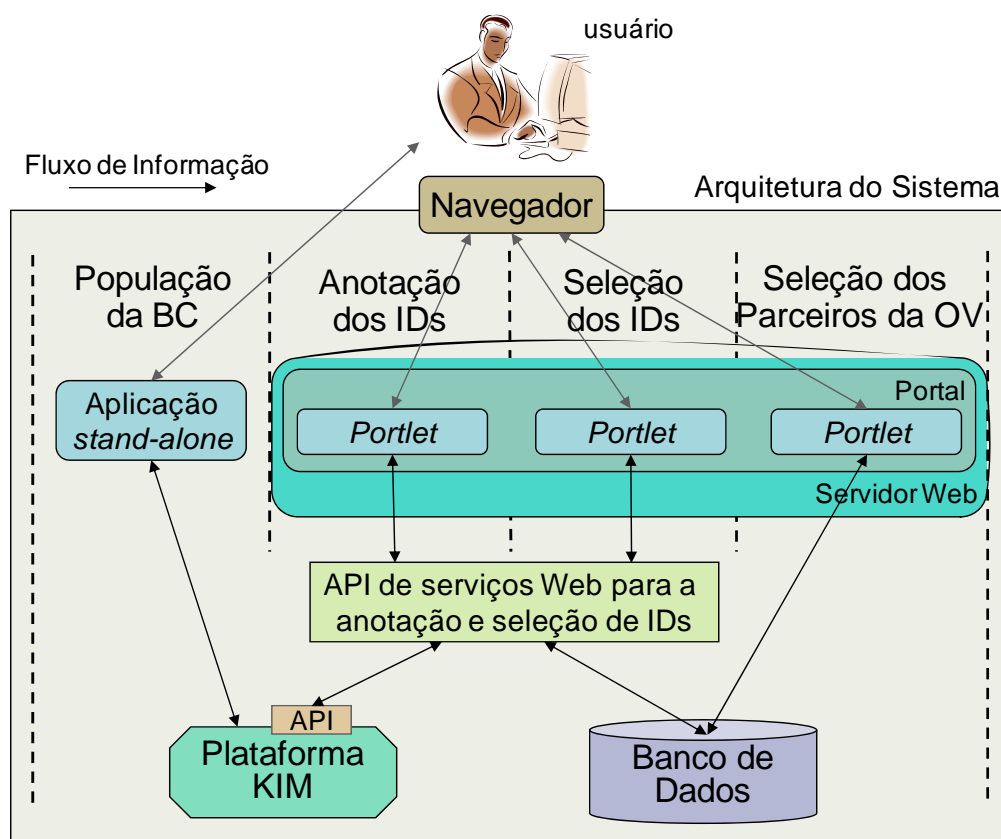 usuário
Fluxo de Informação
Arquitetura do Sistema
Navegador
População
da BC
Anotação
dos IDs
Seleção
dos IDs
Seleção dos
Parceiros da OV
Portal
Aplicação
stand-alone
Portlet
Portlet
Portlet
Servidor Web
API de serviços Web para a
anotação e seleção de IDs
API
Plataforma
KIM
Banco de
Dados